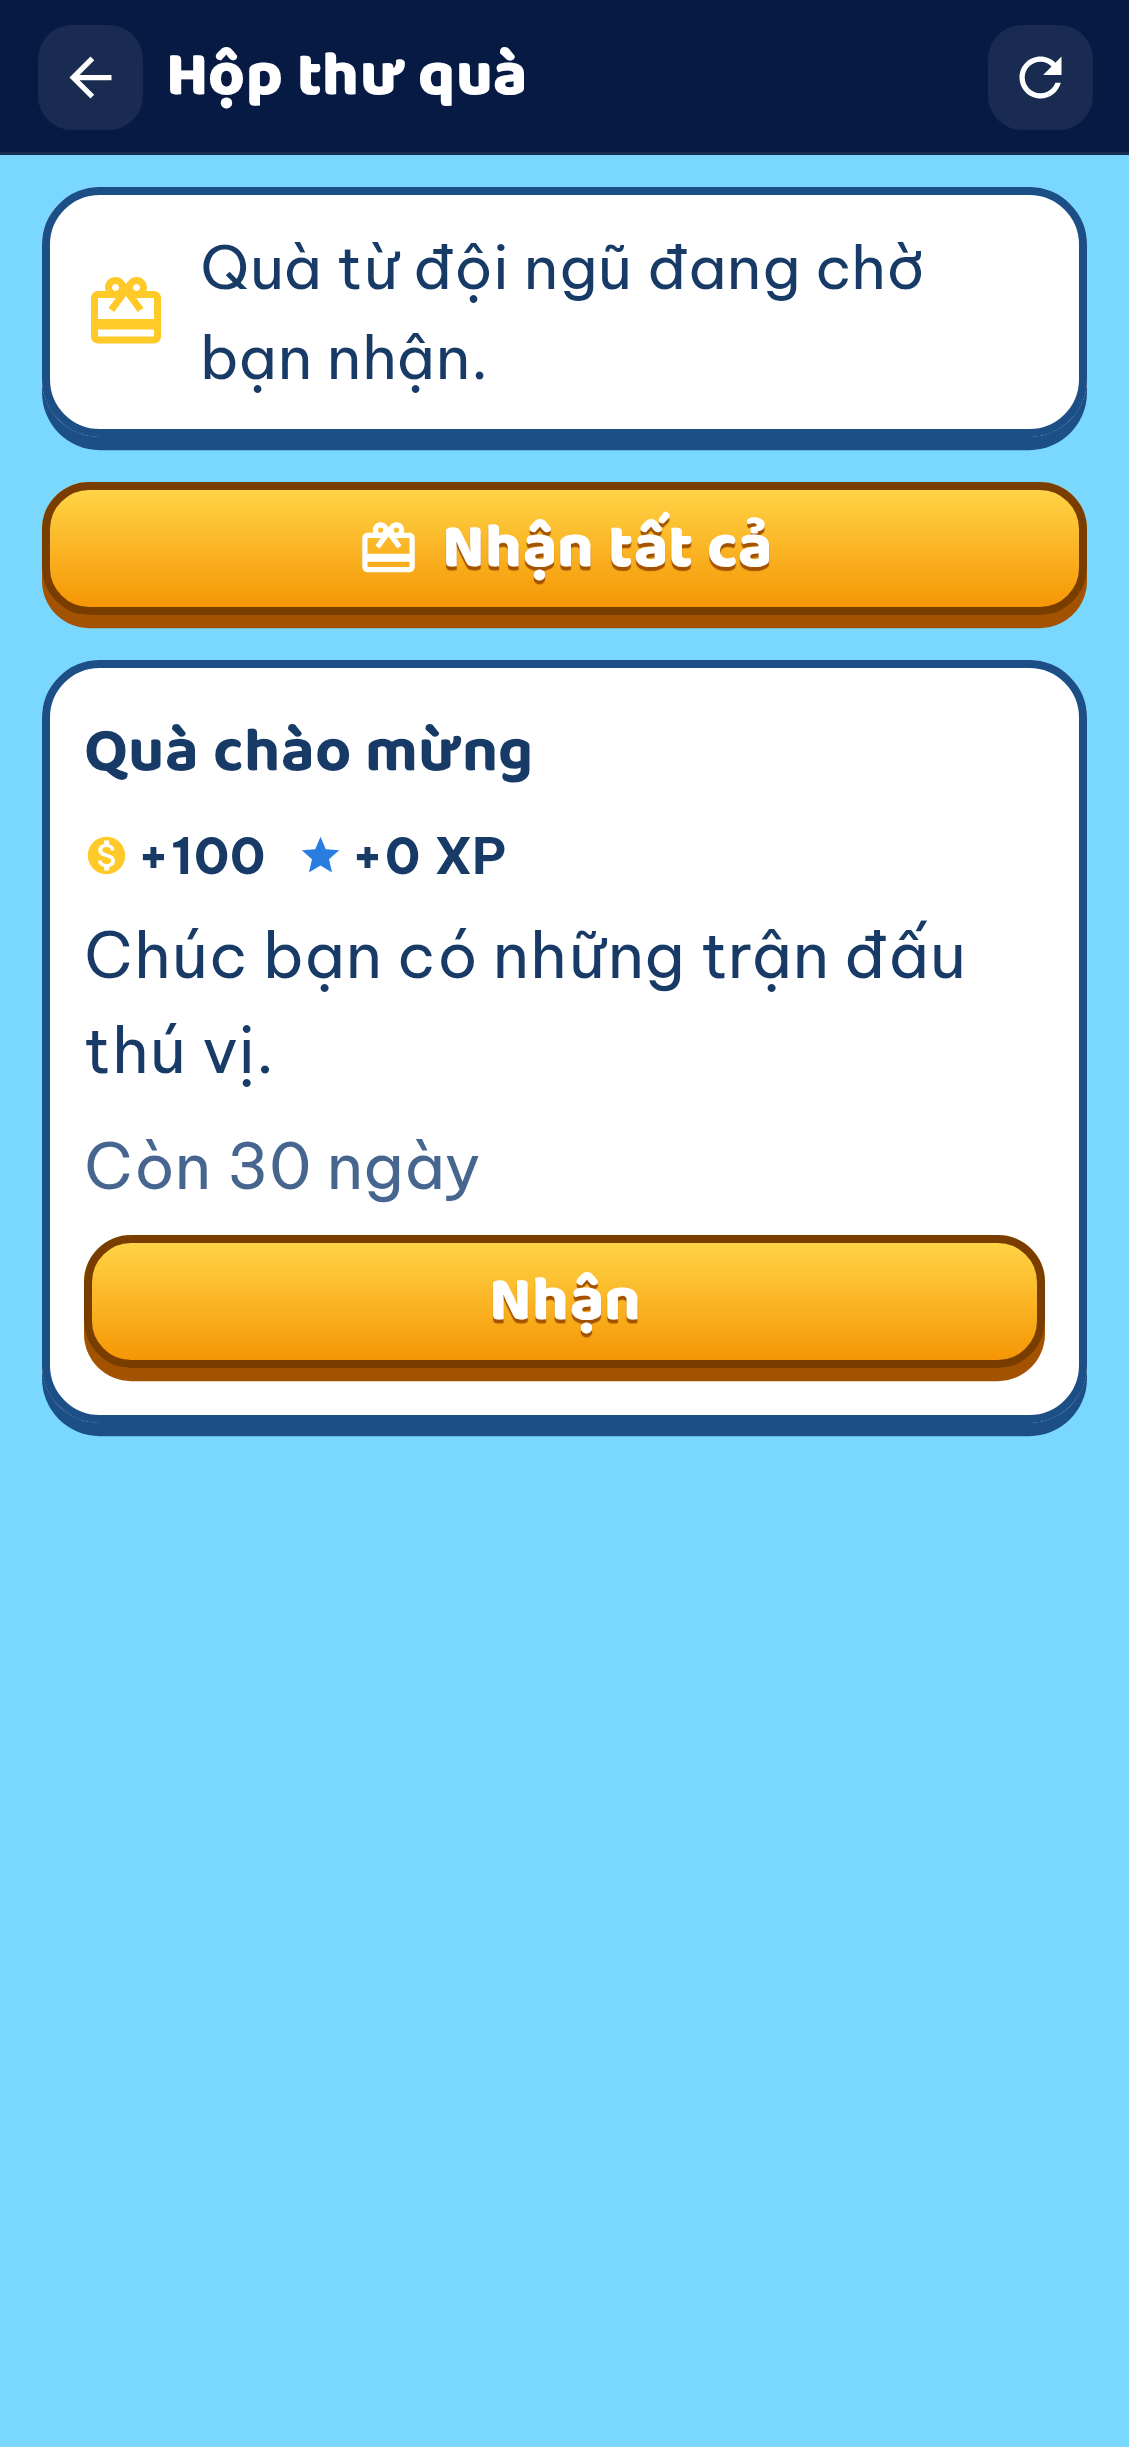 Hộp thư quà
Quà từ đội ngũ đang chờ
bạn nhận.
Nhận tất cả
Quà chào mừng
+100 +0 XP
Chúc bạn có những trận đấu
thú vị.
Còn 30 ngày
Nhận